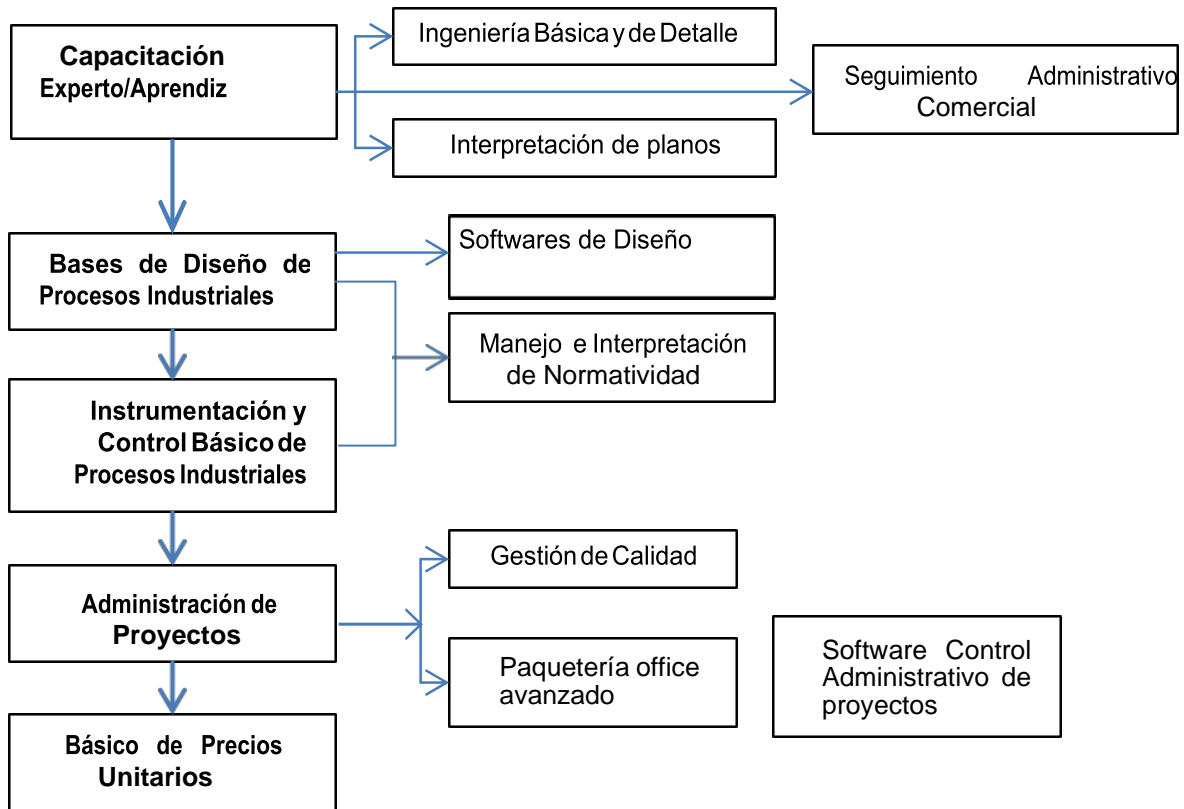 Capacitación
Experto/Aprendiz
Ingeniería Básica y de Detalle
Seguimiento Administrativo
Comercial
Interpretación de planos
Bases de Diseño de
Procesos Industriales
Softwares de Diseño
Manejo e Interpretación
de Normatividad
Instrumentación y
Control Básico de
Procesos Industriales
Administración de
Proyectos
Gestión de Calidad
Paquetería office
avanzado
Software Control
Administrativo de
proyectos
Básico de Precios
Unitarios